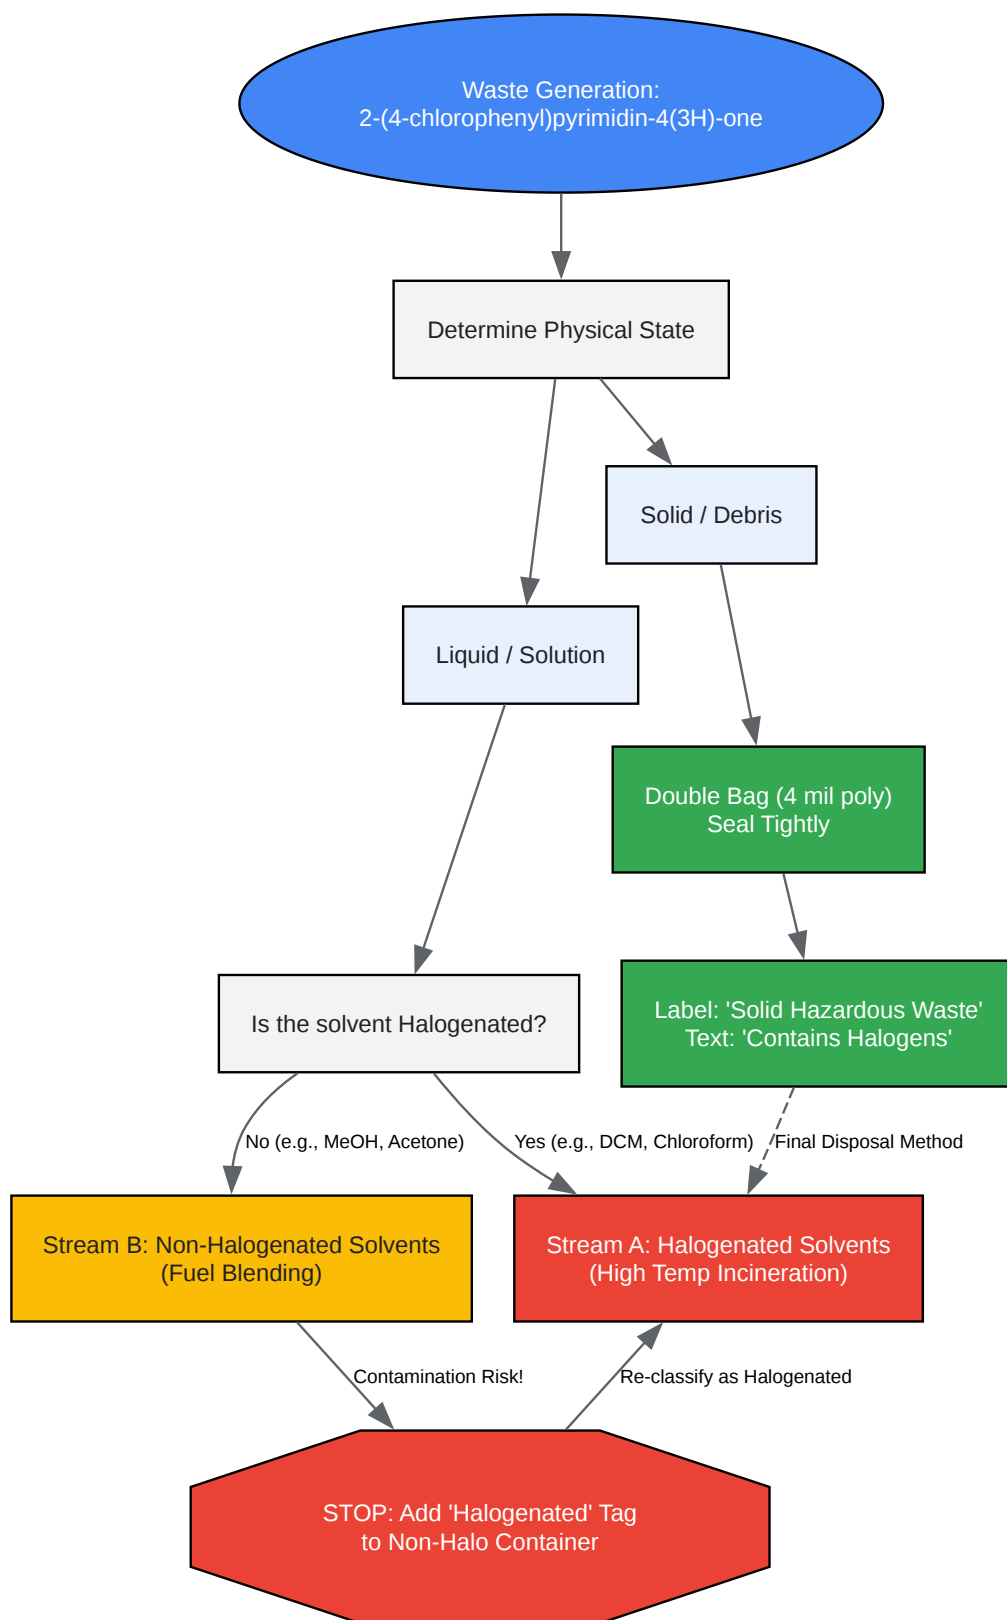 Waste Generation:
2-(4-chlorophenyl)pyrimidin-4(3H)-one
Determine Physical State
Solid / Debris
Liquid / Solution
Double Bag (4 mil poly)
Seal Tightly
Label: 'Solid Hazardous Waste'
Text: 'Contains Halogens'
Is the solvent Halogenated?
No (e.g., MeOH, Acetone)
Yes (e.g., DCM, Chloroform)
Final Disposal Method
Stream B: Non-Halogenated Solvents
(Fuel Blending)
Stream A: Halogenated Solvents
(High Temp Incineration)
Contamination Risk!
Re-classify as Halogenated
STOP: Add 'Halogenated' Tag
to Non-Halo Container